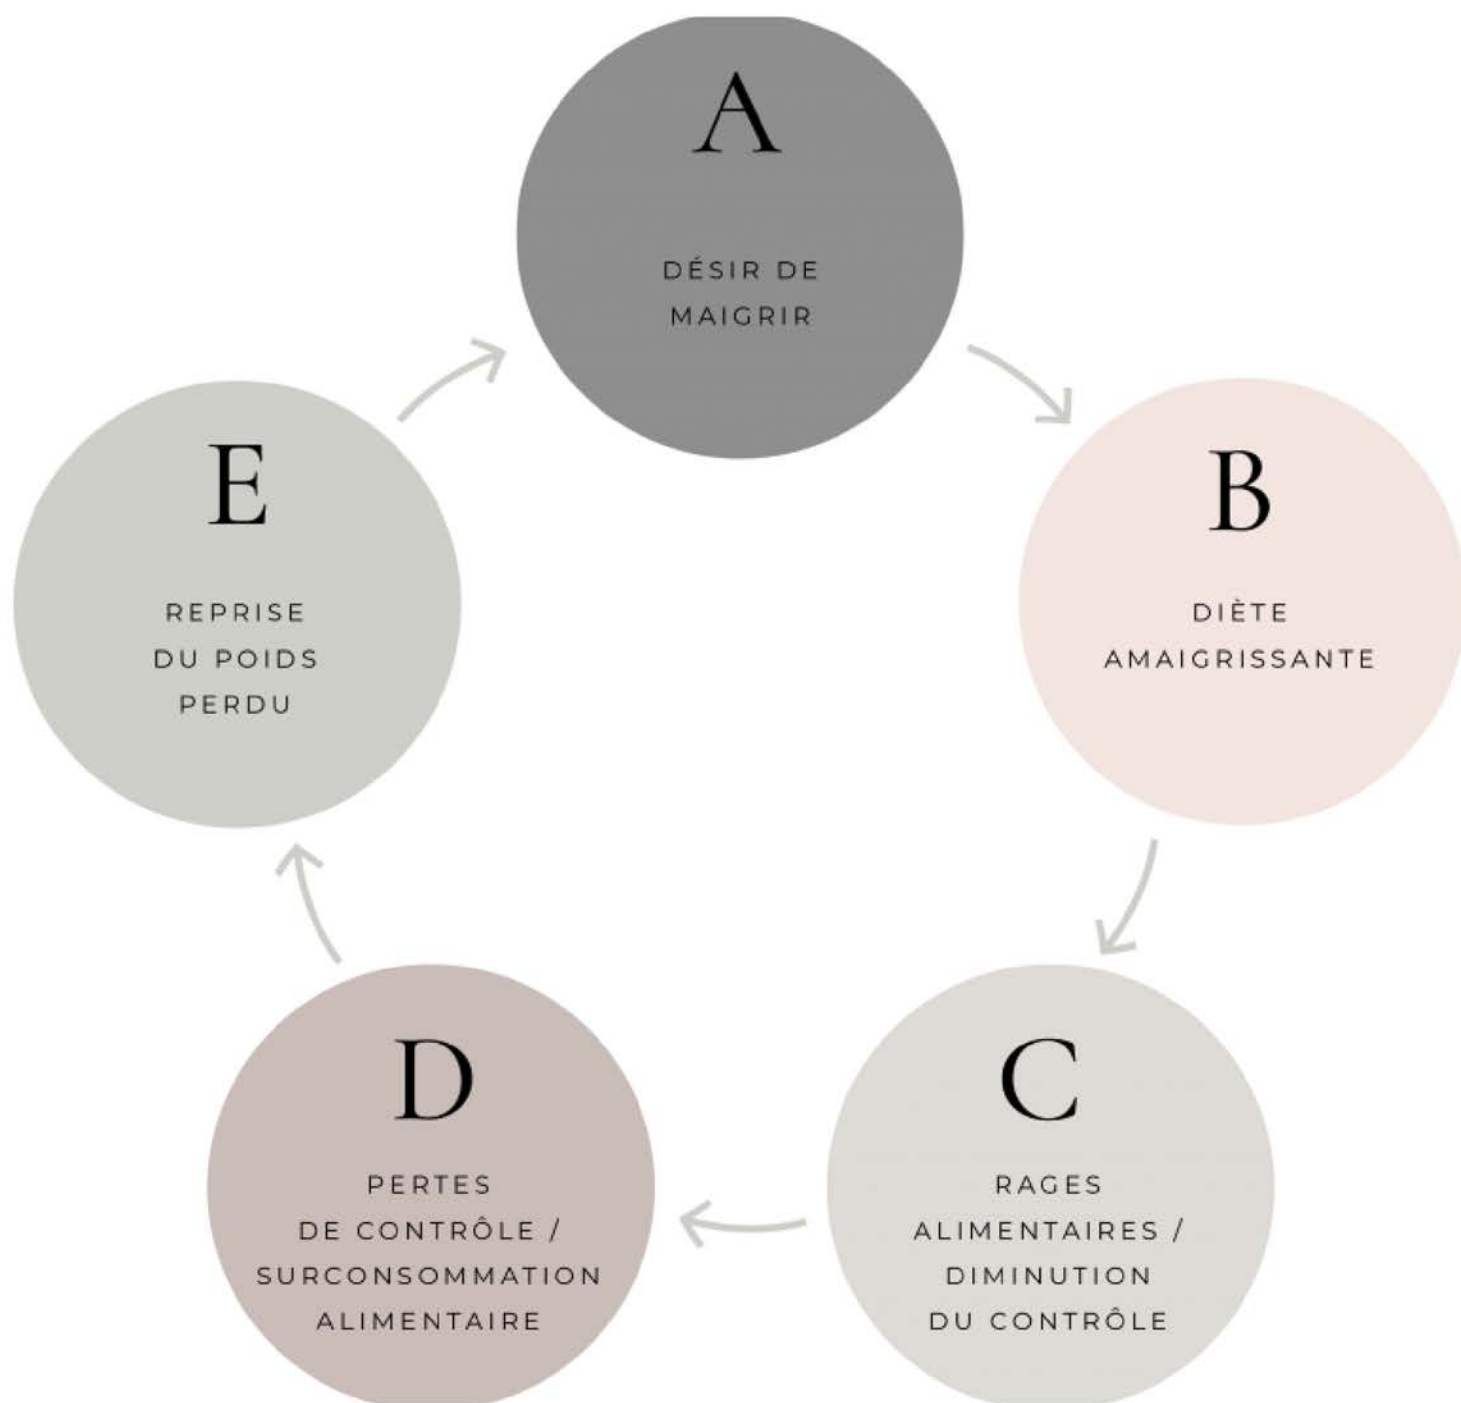 A
DÉSIR DE
MAIGRIR
B
DIÈTE
AMAIGRISSANTE
C
RAGES
ALIMENTAIRES /
DIMINUTION
DU CONTRÔLE
D
PERTES
DE CONTRÔLE /
SURCONSOMMATION
ALIMENTAIRE
E
REPRISE
DU POIDS
PERDU